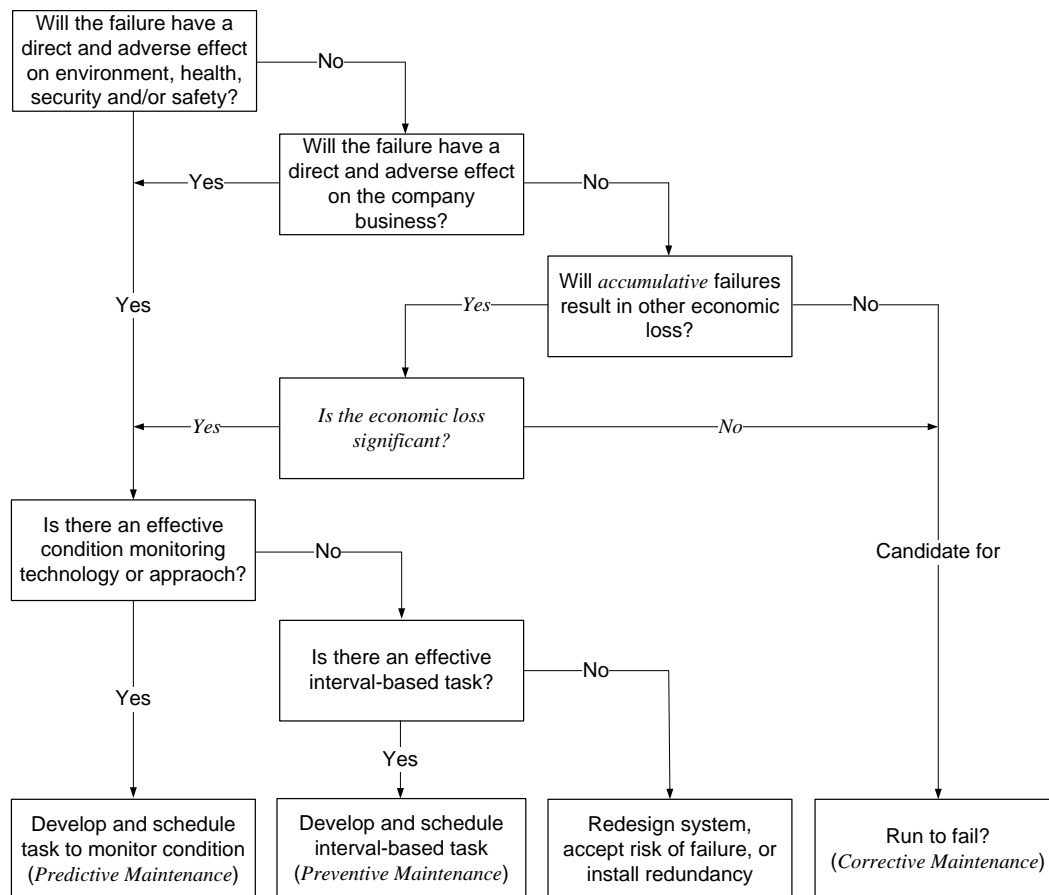 Will the failure have a
direct and adverse effect
on environment, health,
security and/or safety?
No
Will the failure have a
direct and adverse effect
on the company
business?
Yes
No
Will accumulative failures
result in other economic
loss?
Yes
Yes
No
Is the economic loss
significant?
Yes
No
Is there an effective
condition monitoring
technology or appraoch?
No
Candidate for
Is there an effective
interval-based task?
Yes
No
Yes
Develop and schedule
task to monitor condition
(Predictive Maintenance)
Develop and schedule
interval-based task
(Preventive Maintenance)
Redesign system,
accept risk of failure, or
install redundancy
Run to fail?
(Corrective Maintenance)